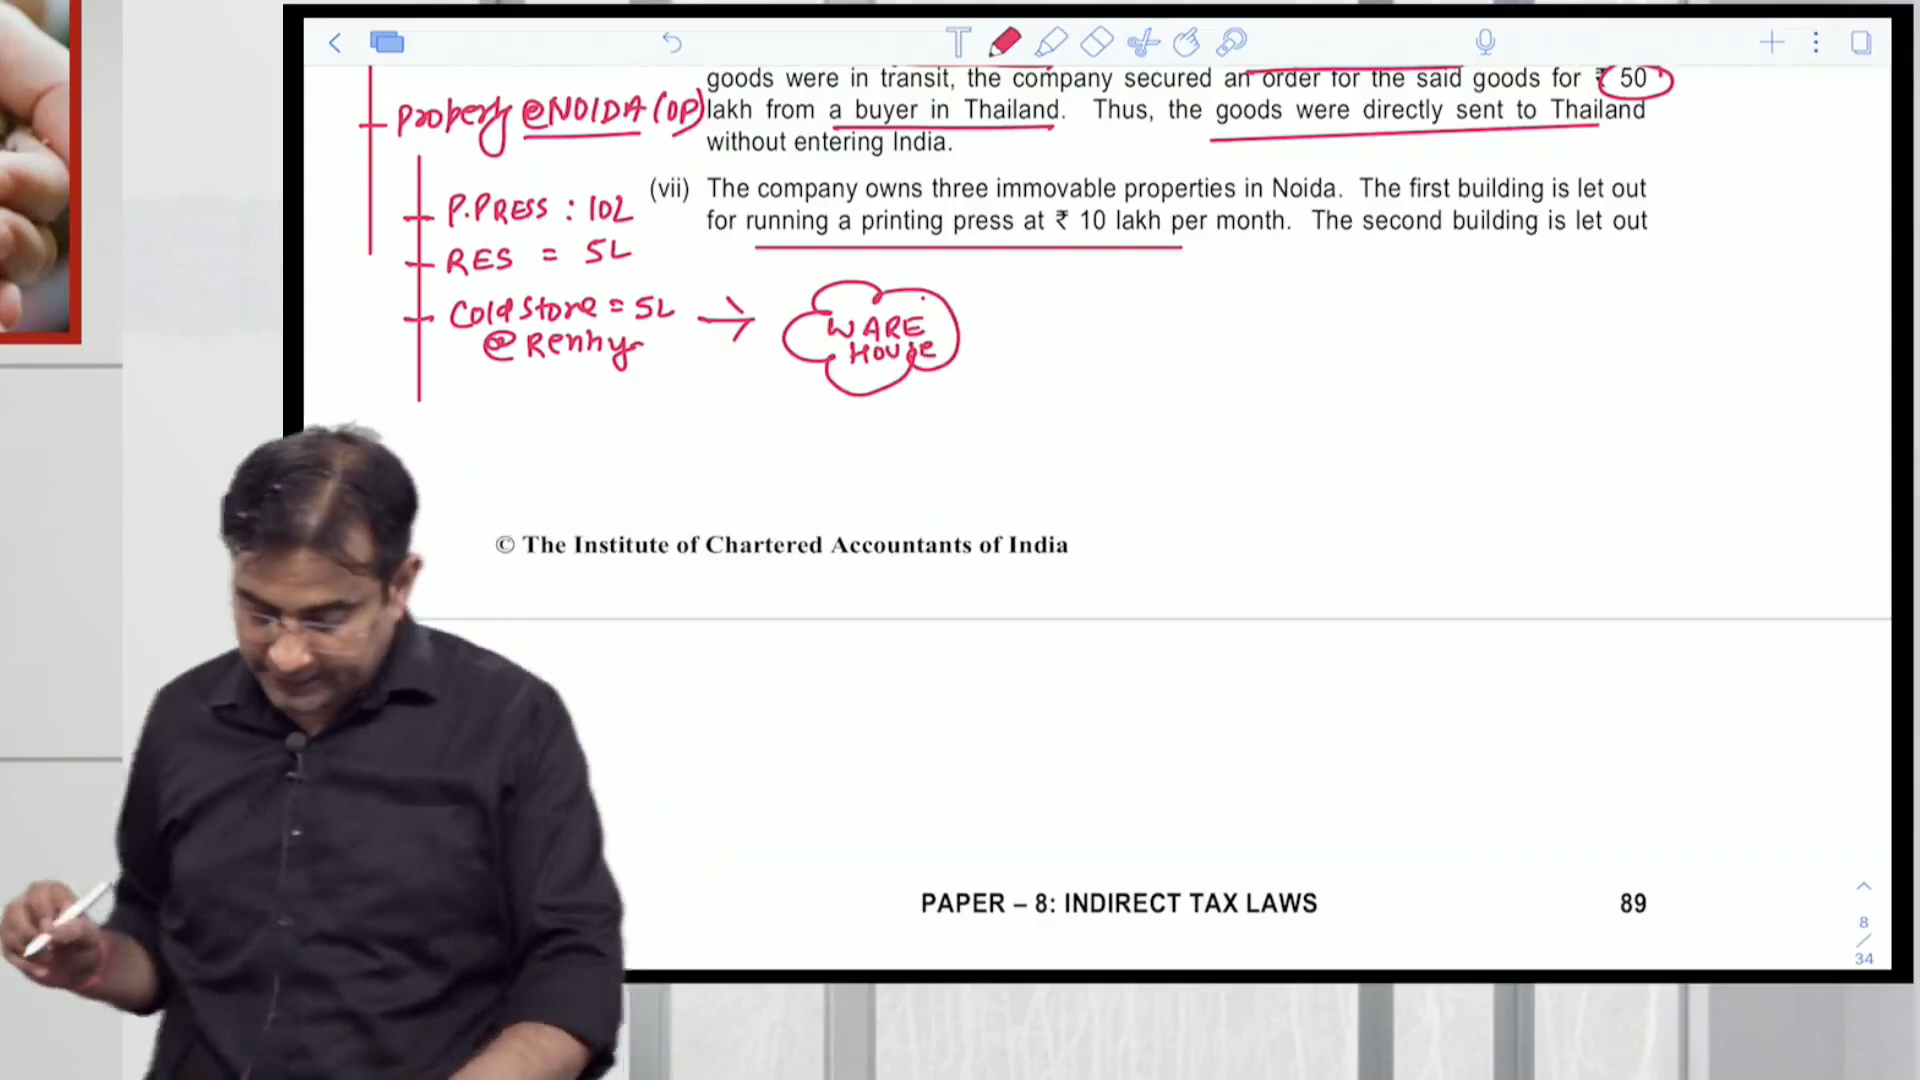 goods were in transit, the company secured an order for the said goods for ₹ 50
lakh from a buyer in Thailand. Thus, the goods were directly sent to Thailand
without entering India.
property @NOIDA (OP)
(vii) The company owns three immovable properties in Noida. The first building is let out
for running a printing press at ₹ 10 lakh per month. The second building is let out
P.PRESS : 10L
RES = 5L
Cold Store = 5L
WARE
HOUSE
© The Institute of Chartered Accountants of India
PAPER – 8: INDIRECT TAX LAWS 89
8
/
34